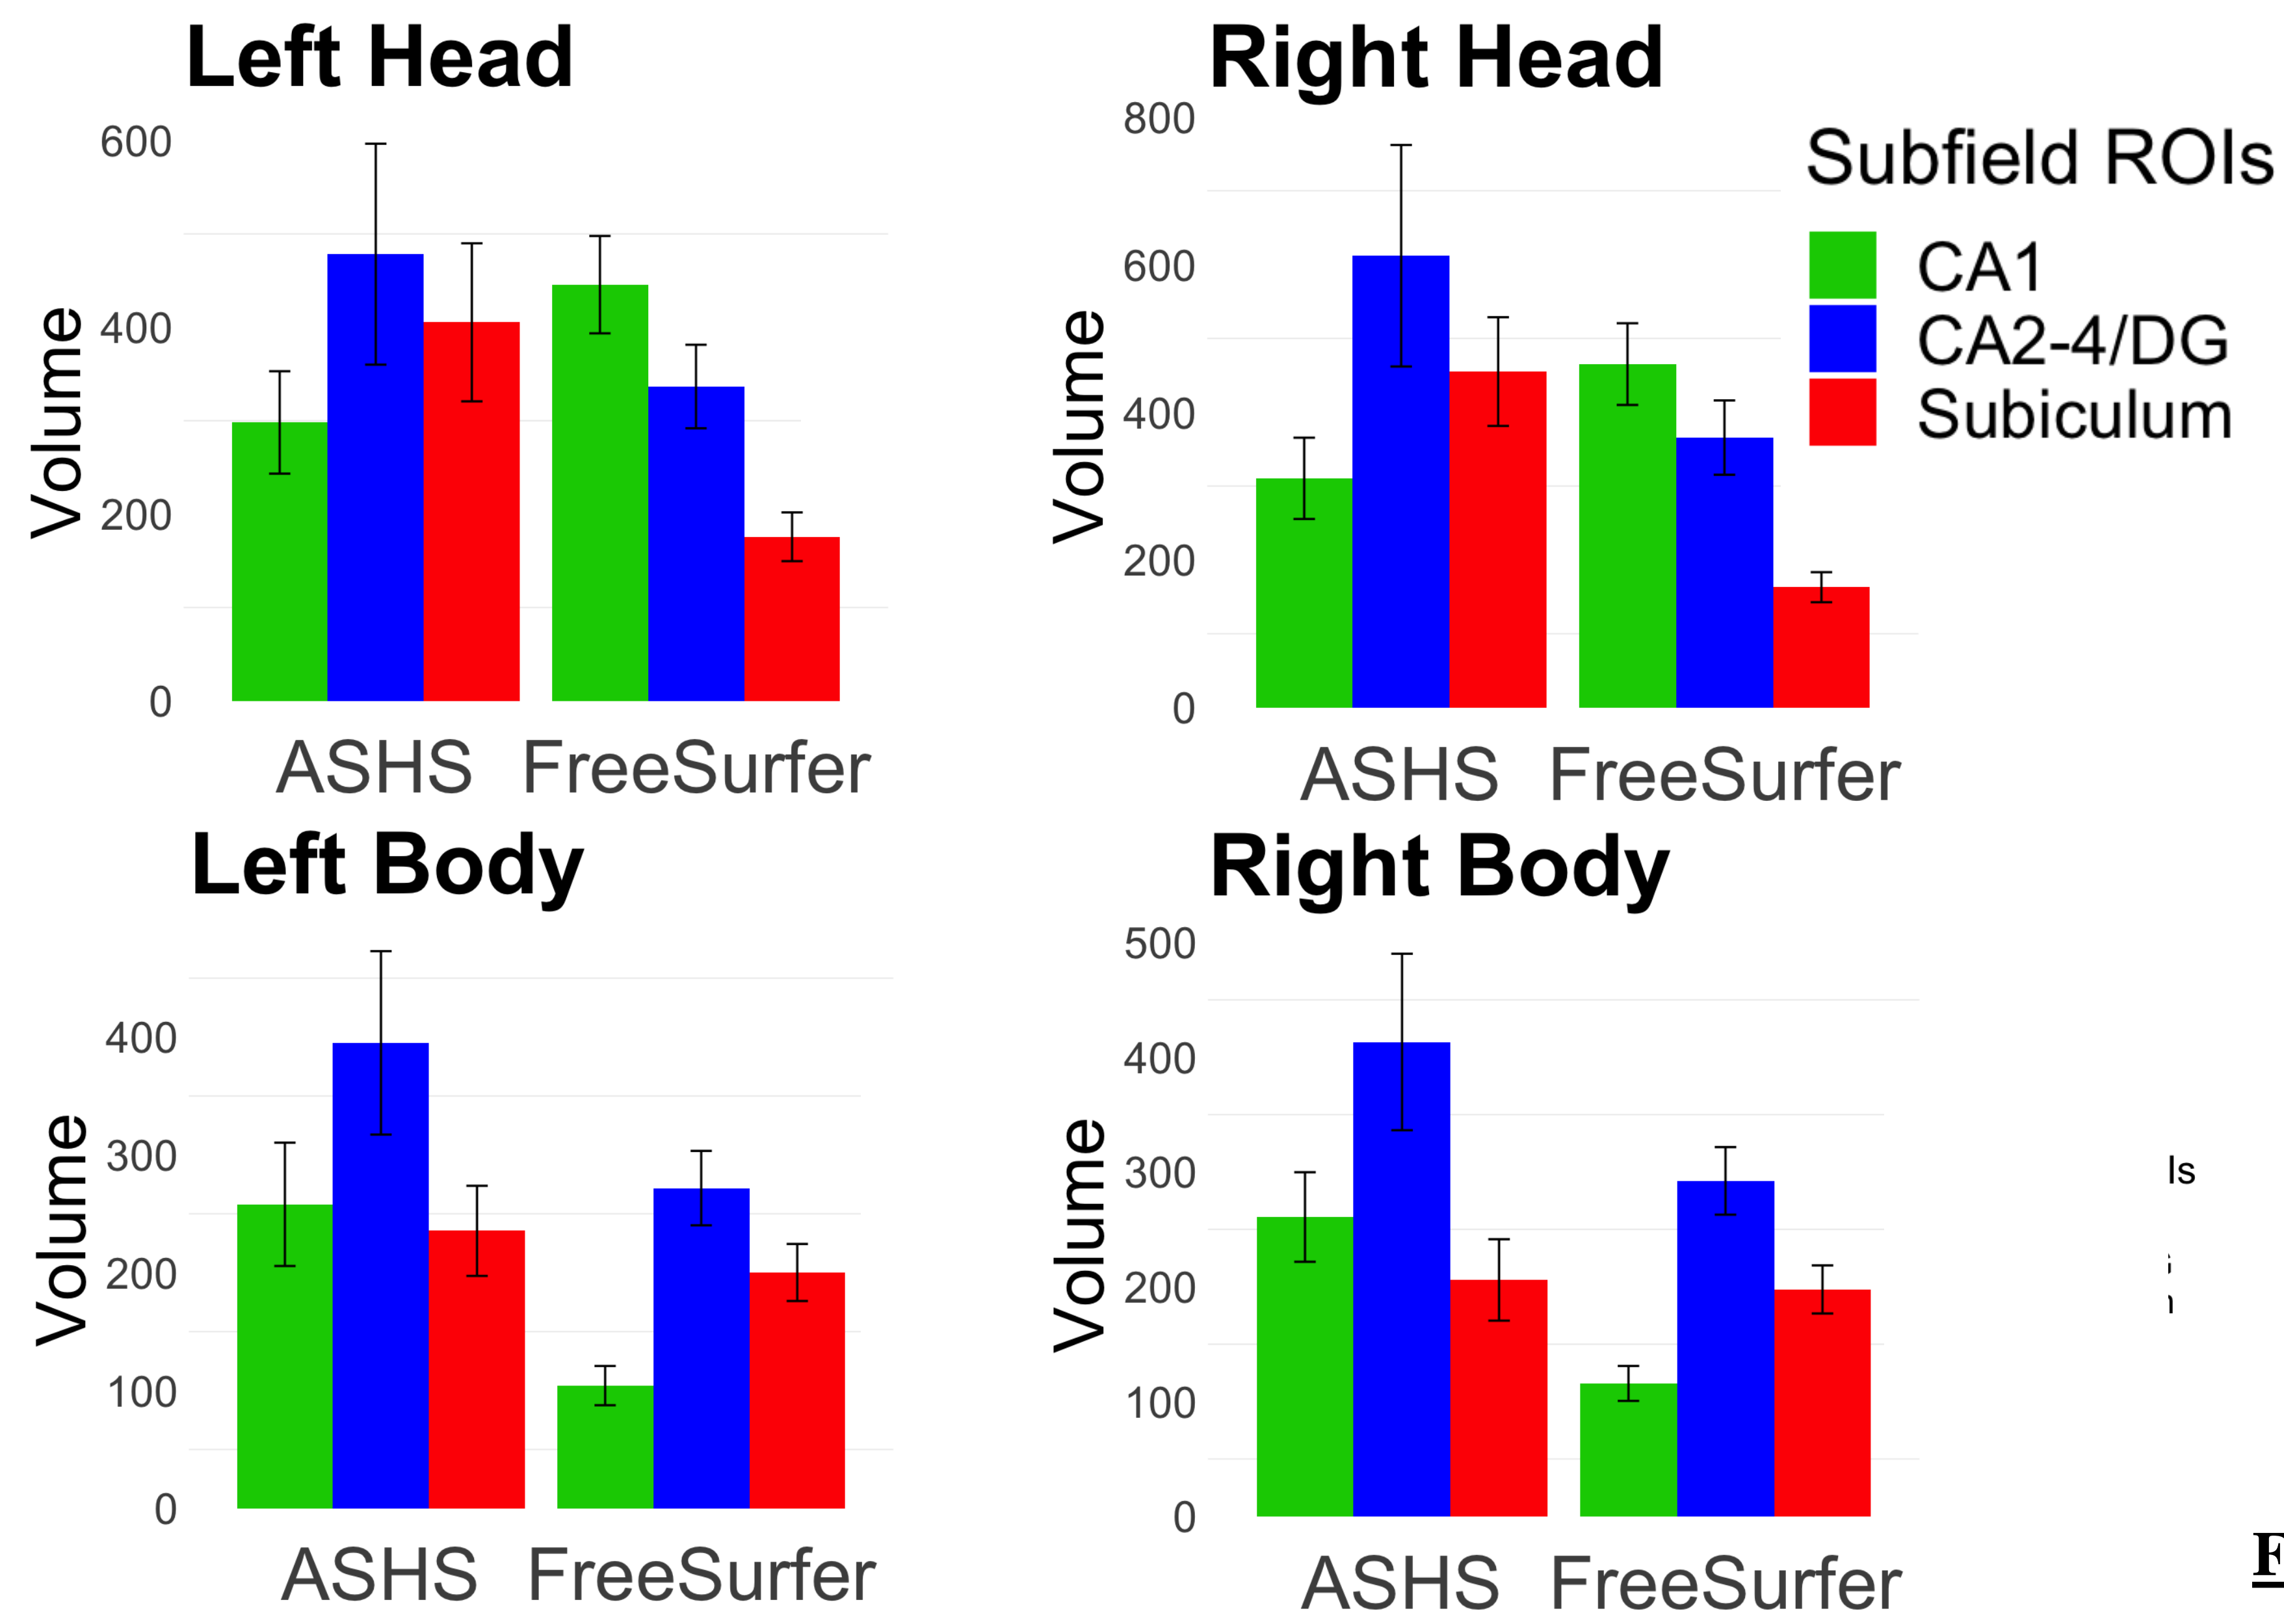 Left Head
600
400
200
0
Volume
ASHS FreeSurfer
Right Head
800
600
400
200
0
Volume
ASHS FreeSurfer
Subfield ROIs
CA1
CA2-4/DG
Subiculum
Left Body
400
300
200
100
0
Volume
ASHS FreeSurfer
Right Body
500
400
300
200
100
0
Volume
ASHS FreeSurfer
ls
F